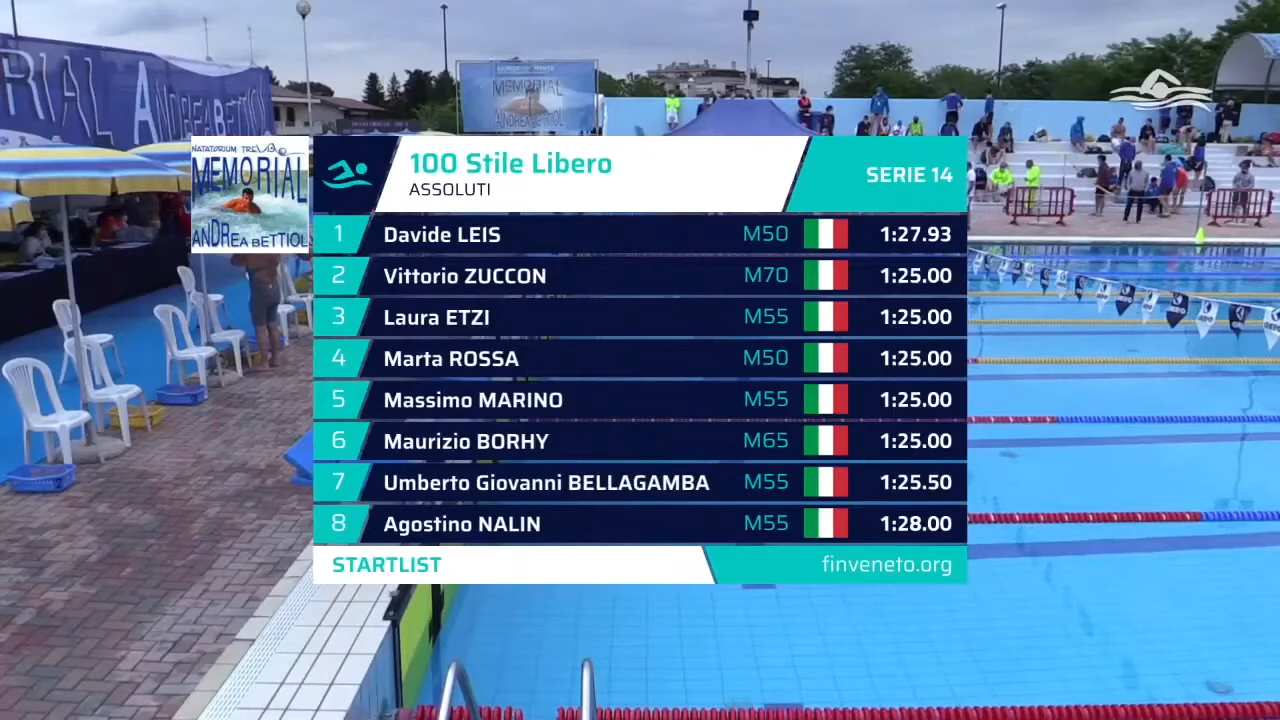 RIAL ANDREA BETTIOL
MEMORIAL
ANDREA BETTIOL
NATATORIUM TREVISO
MEMORIAL
ANDREA BETTIOL
100 Stile Libero
ASSOLUTI
SERIE 14
1 Davide LEIS M50 1:27.93
2 Vittorio ZUCCON M70 1:25.00
3 Laura ETZI M55 1:25.00
4 Marta ROSSA M50 1:25.00
5 Massimo MARINO M55 1:25.00
6 Maurizio BORHY M65 1:25.00
7 Umberto Giovanni BELLAGAMBA M55 1:25.50
8 Agostino NALIN M55 1:28.00
STARTLIST
finveneto.org